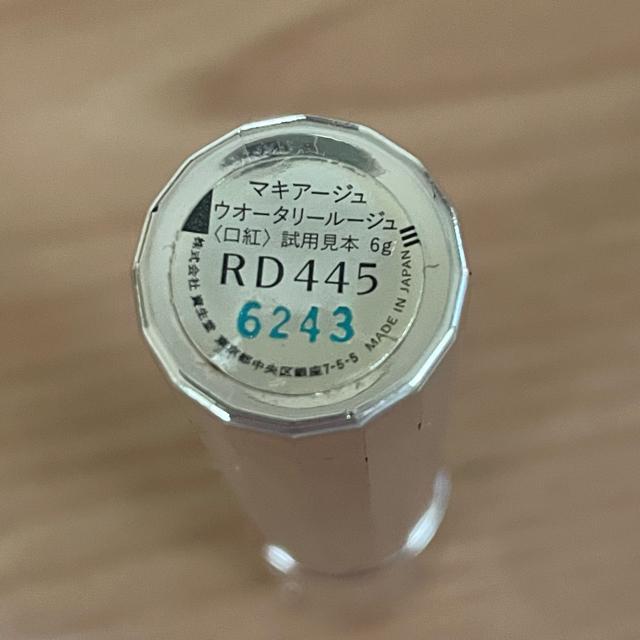 マキアージュ
ウオータリールージュ
〈口紅〉試用見本 6g
RD445
6243
株式会社 資生堂 東京都中央区銀座7-5-5
MADE IN JAPAN